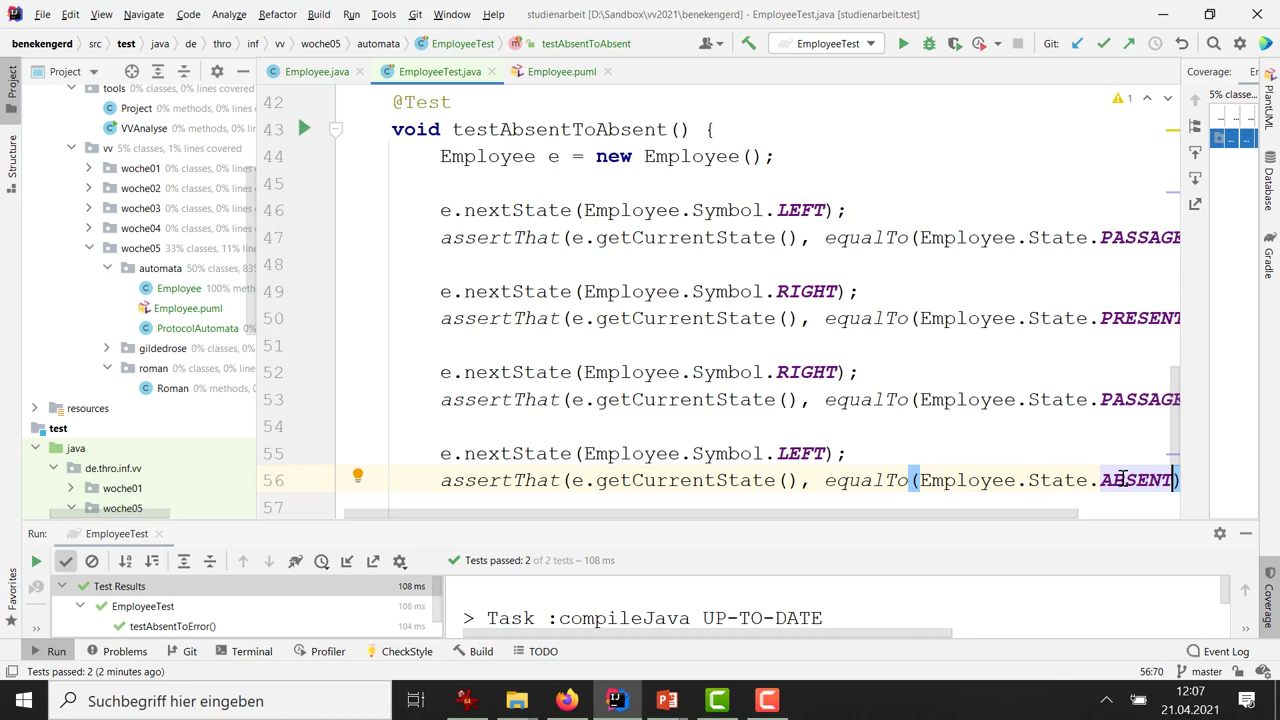 File Edit View Navigate Code Analyze Refactor Build Run Tools Git Window Help studienarbeit [D:\Sandbox\vv2021\benekengerd] - EmployeeTest.java [studienarbeit.test]
benekengerd src test java de thro inf vv woche05 automata EmployeeTest testAbsentToAbsent EmployeeTest Git:
Project Employee.java EmployeeTest.java Employee.puml Coverage:
tools 0% classes, 0% lines covered
Project 0% methods, 0% lines
VVAnalyse 0% methods, 0% lines
vv 5% classes, 1% lines covered
woche01 0% classes, 0% lines
woche02 0% classes, 0% lines
woche03 0% classes, 0% lines
woche04 0% classes, 0% lines
woche05 33% classes, 11% lin
automata 50% classes, 83%
Employee 100% meth
Employee.puml
ProtocolAutomata 0%
gildedrose 0% classes, 0%
roman 0% classes, 0% line
Roman 0% methods,
resources
test
java
de.thro.inf.vv
woche01
woche05
42 @Test
43 void testAbsentToAbsent() {
44 Employee e = new Employee();
45
46 e.nextState(Employee.Symbol.LEFT);
47 assertThat(e.getCurrentState(), equalTo(Employee.State.PASSAGE
48
49 e.nextState(Employee.Symbol.RIGHT);
50 assertThat(e.getCurrentState(), equalTo(Employee.State.PRESENT
51
52 e.nextState(Employee.Symbol.RIGHT);
53 assertThat(e.getCurrentState(), equalTo(Employee.State.PASSAGE
54
55 e.nextState(Employee.Symbol.LEFT);
56 assertThat(e.getCurrentState(), equalTo(Employee.State.ABSENT)
57
1
5% classe...
Project
Structure
Favorites
PlantUML
Database
Gradle
Coverage
Run: EmployeeTest
Tests passed: 2 of 2 tests – 108 ms
Test Results 108 ms
EmployeeTest 108 ms
testAbsentToError() 104 ms
> Task :compileJava UP-TO-DATE
Run Problems Git Terminal Profiler CheckStyle Build TODO Event Log
Tests passed: 2 (2 minutes ago) 56:70 master
Suchbegriff hier eingeben
12:07
21.04.2021